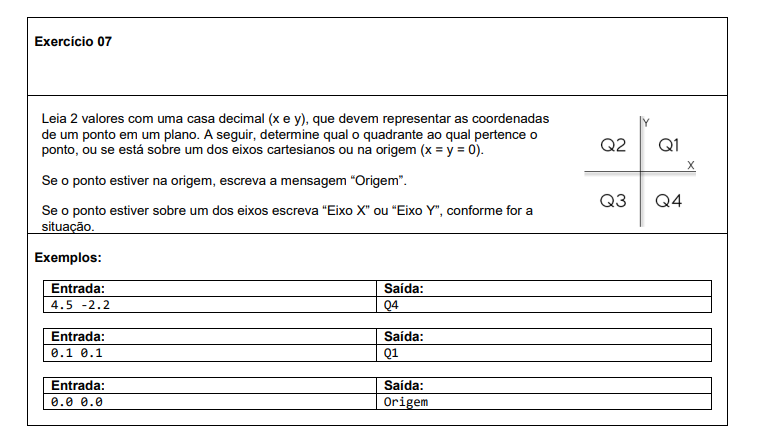 Exercício 07
Leia 2 valores com uma casa decimal (x e y), que devem representar as coordenadas
de um ponto em um plano. A seguir, determine qual o quadrante ao qual pertence o
ponto, ou se está sobre um dos eixos cartesianos ou na origem (x = y = 0).
Se o ponto estiver na origem, escreva a mensagem “Origem”.
Se o ponto estiver sobre um dos eixos escreva “Eixo X” ou “Eixo Y”, conforme for a
situação.
Y
Q2 Q1
X
Q3 Q4
Exemplos:
Entrada: Saída:
4.5 -2.2 Q4
Entrada: Saída:
0.1 0.1 Q1
Entrada: Saída:
0.0 0.0 Origem